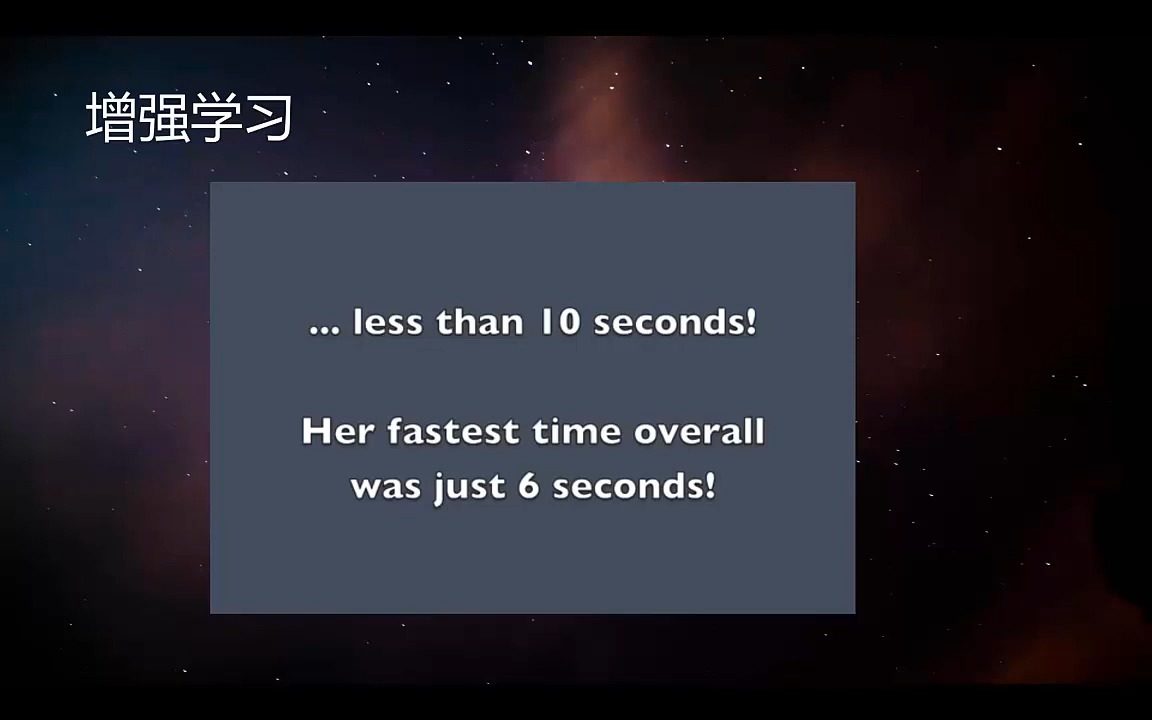 增强学习
... less than 10 seconds!
Her fastest time overall
was just 6 seconds!